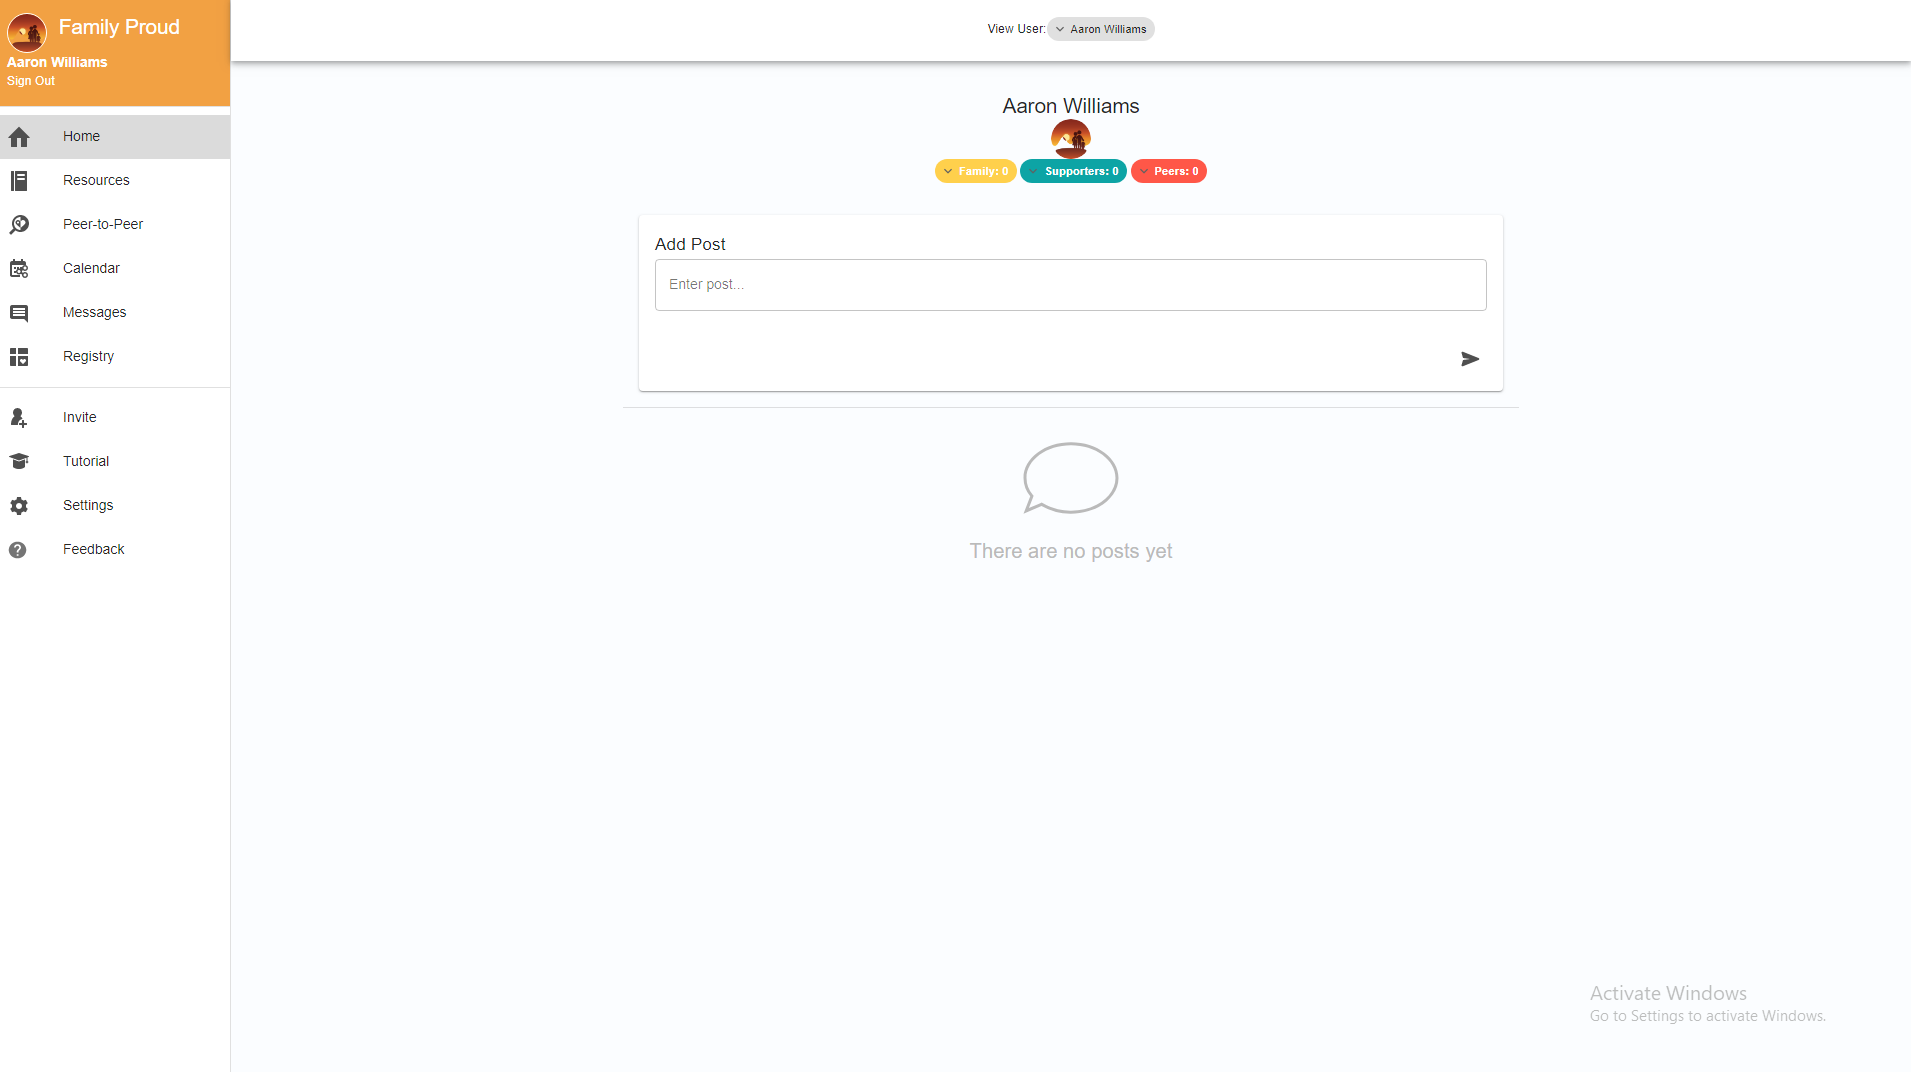 Family Proud
Aaron Williams
Sign Out
Home
Resources
Peer-to-Peer
Calendar
Messages
Registry
Invite
Tutorial
Settings
Feedback
View User: Aaron Williams
Aaron Williams
Family: 0 Supporters: 0 Peers: 0
Add Post
Enter post...
There are no posts yet
Activate Windows
Go to Settings to activate Windows.